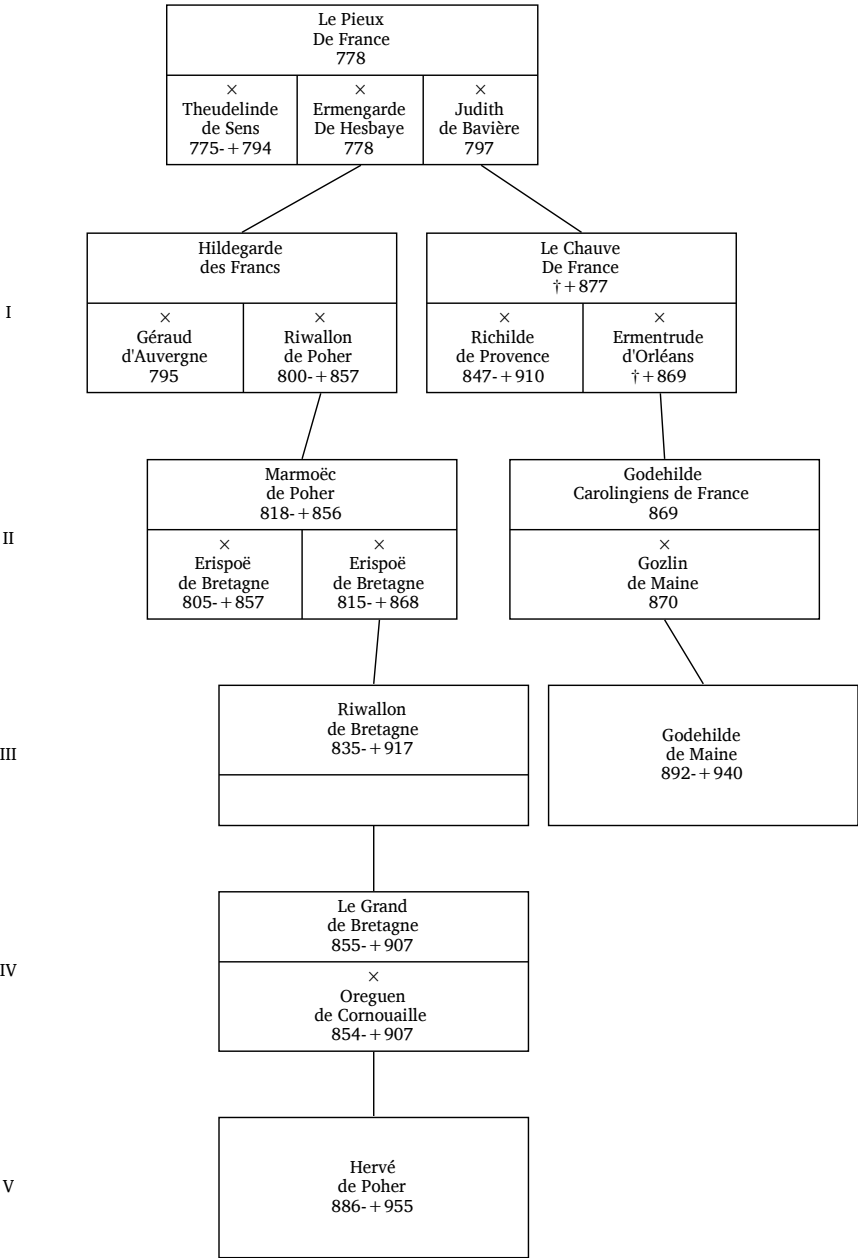 Le Pieux
De France
778
×
Theudelinde
de Sens
775-+794
×
Ermengarde
De Hesbaye
778
×
Judith
de Bavière
797
I
Hildegarde
des Francs
×
Géraud
d'Auvergne
795
×
Riwallon
de Poher
800-+857
Le Chauve
De France
†+877
×
Richilde
de Provence
847-+910
×
Ermentrude
d'Orléans
†+869
II
Marmoëc
de Poher
818-+856
×
Erispoë
de Bretagne
805-+857
×
Erispoë
de Bretagne
815-+868
Godehilde
Carolingiens de France
869
×
Gozlin
de Maine
870
III
Riwallon
de Bretagne
835-+917
Godehilde
de Maine
892-+940
IV
Le Grand
de Bretagne
855-+907
×
Oreguen
de Cornouaille
854-+907
V
Hervé
de Poher
886-+955